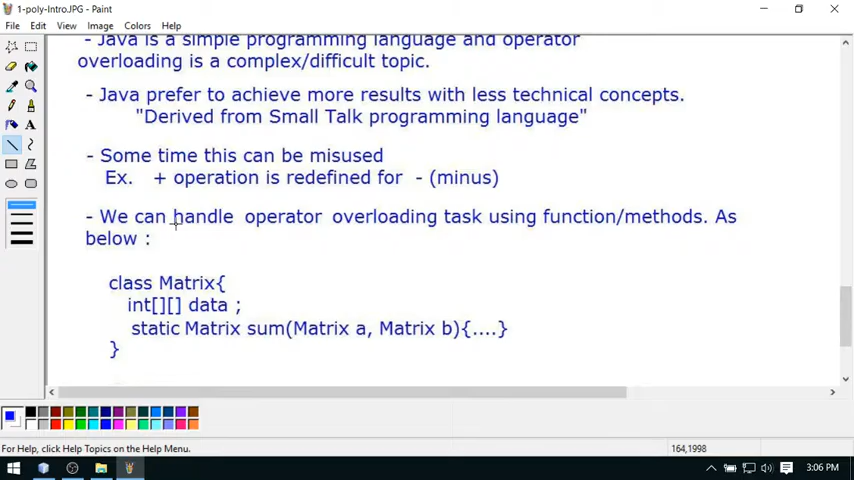 1-poly-Intro.JPG - Paint
File Edit View Image Colors Help
- Java is a simple programming language and operator
overloading is a complex/difficult topic.
- Java prefer to achieve more results with less technical concepts.
"Derived from Small Talk programming language"
- Some time this can be misused
Ex. + operation is redefined for - (minus)
- We can handle operator overloading task using function/methods. As
below :
class Matrix{
int[][] data ;
static Matrix sum(Matrix a, Matrix b){....}
}
For Help, click Help Topics on the Help Menu.
164,1998
3:06 PM